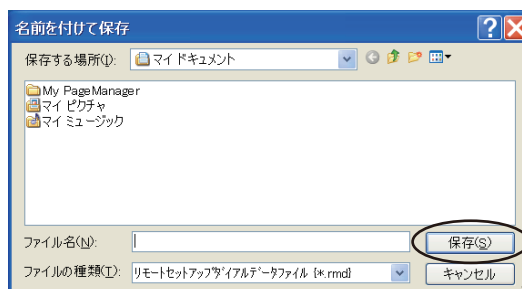 名前を付けて保存
保存する場所(I): マイ ドキュメント
My PageManager
マイ ピクチャ
マイ ミュージック
ファイル名(N): 保存(S)
ファイルの種類(T): リモートセットアップダイアルデータファイル {*.rmd} キャンセル